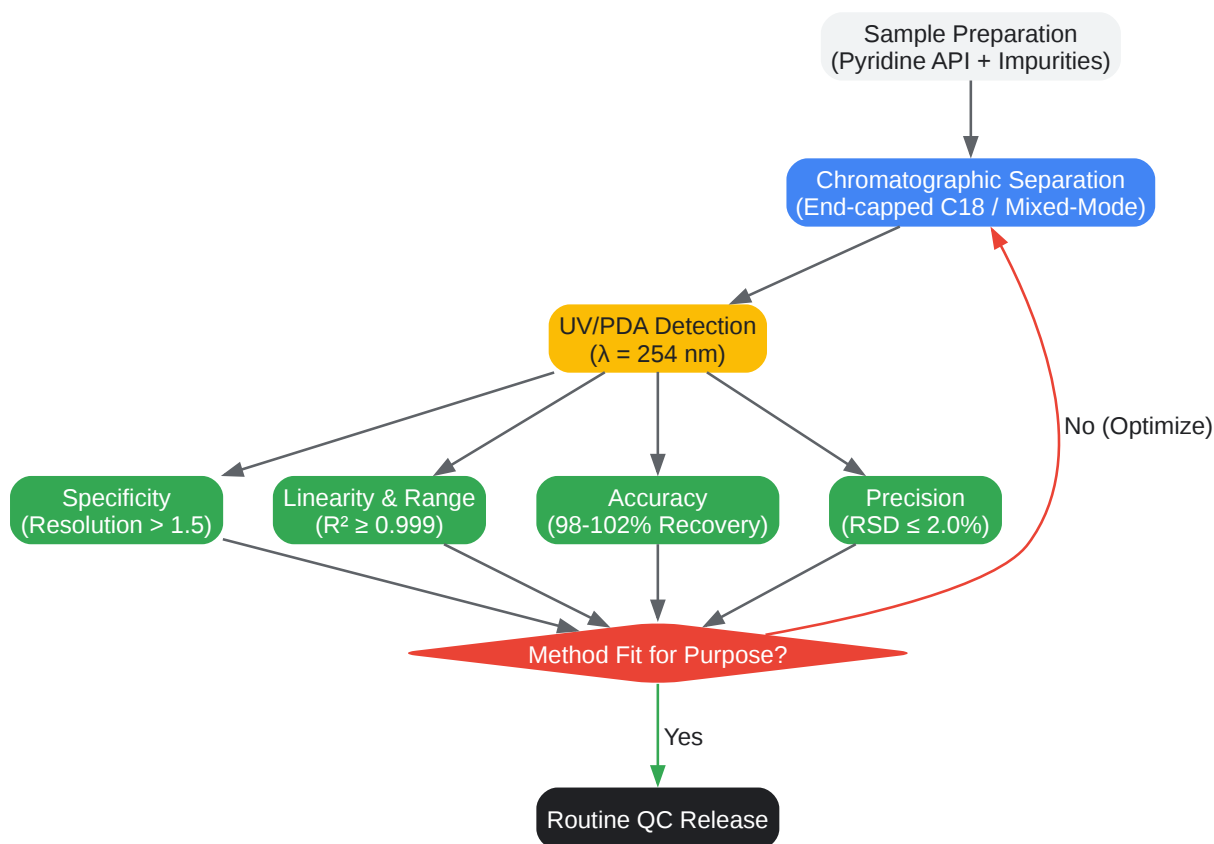 Sample Preparation
(Pyridine API + Impurities)
Chromatographic Separation
(End-capped C18 / Mixed-Mode)
UV/PDA Detection
(λ = 254 nm)
No (Optimize)
Specificity
(Resolution > 1.5)
Linearity & Range
(R² ≥ 0.999)
Accuracy
(98-102% Recovery)
Precision
(RSD ≤ 2.0%)
Method Fit for Purpose?
Yes
Routine QC Release